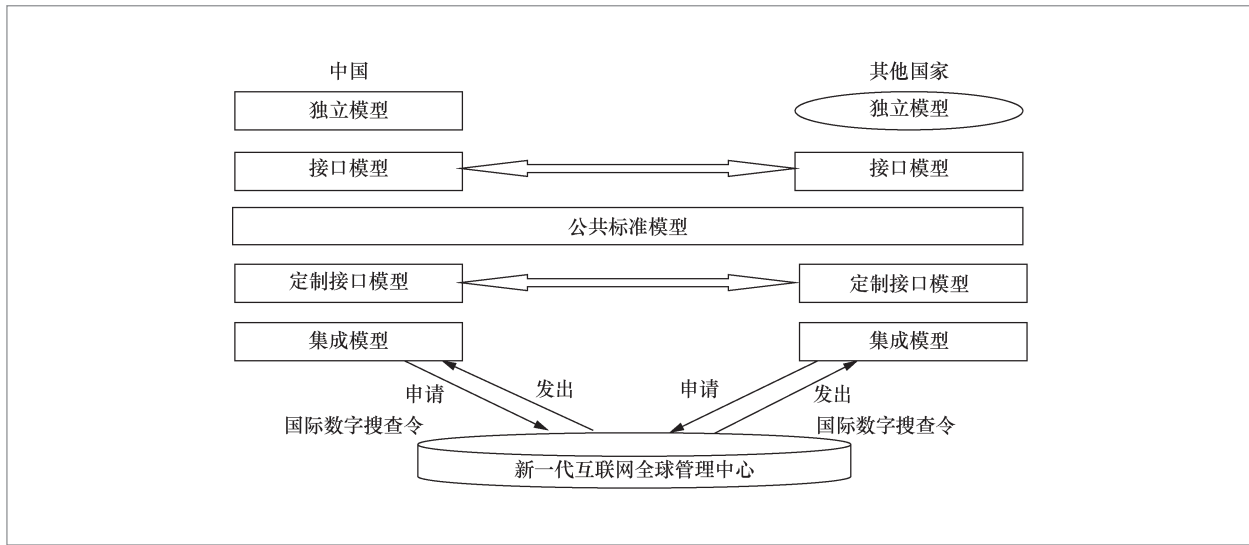 中国
其他国家
独立模型
独立模型
接口模型
接口模型
公共标准模型
定制接口模型
定制接口模型
集成模型
集成模型
申请
发出
申请
发出
国际数字搜查令
国际数字搜查令
新一代互联网全球管理中心